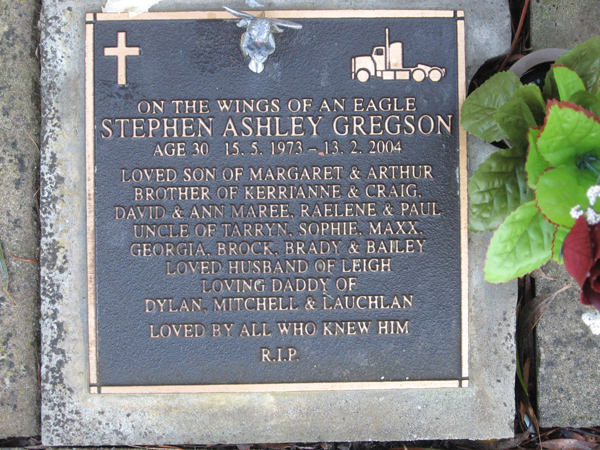 ON THE WINGS OF AN EAGLE
STEPHEN ASHLEY GREGSON
AGE 30 15. 5. 1973 - 13. 2. 2004
LOVED SON OF MARGARET & ARTHUR
BROTHER OF KERRIANNE & CRAIG,
DAVID & ANN MAREE, RAELENE & PAUL
UNCLE OF TARRYN, SOPHIE, MAXX,
GEORGIA, BROCK, BRADY & BAILEY
LOVED HUSBAND OF LEIGH
LOVING DADDY OF
DYLAN, MITCHELL & LAUCHLAN
LOVED BY ALL WHO KNEW HIM
R.I.P.